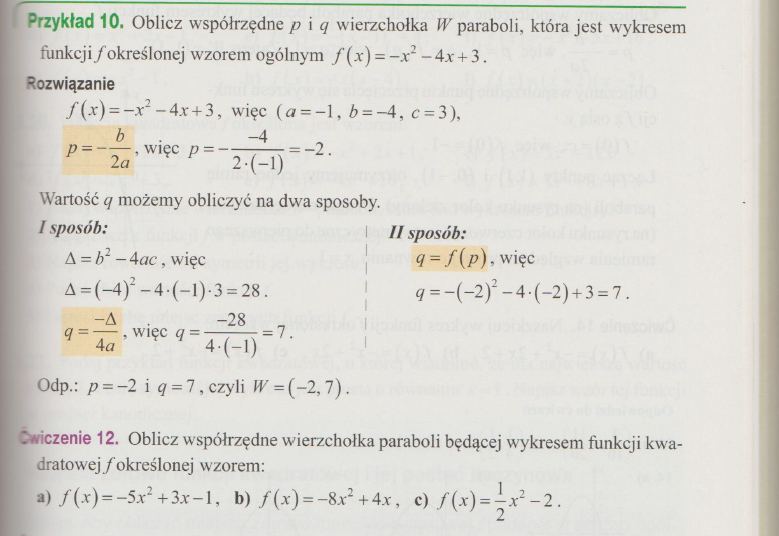 Przykład 10. Oblicz współrzędne p i q wierzchołka W paraboli, która jest wykresem
funkcji f określonej wzorem ogólnym f(x) = −x² − 4x + 3.
Rozwiązanie
f(x) = −x² − 4x + 3, więc (a = −1, b = −4, c = 3),
p = −b/2a, więc p = −−4/2·(−1) = −2.
Wartość q możemy obliczyć na dwa sposoby.
I sposób:
Δ = b² − 4ac, więc
Δ = (−4)² − 4·(−1)·3 = 28.
q = −Δ/4a, więc q = −28/4·(−1) = 7.
II sposób:
q = f(p), więc
q = −(−2)² − 4·(−2) + 3 = 7.
Odp.: p = −2 i q = 7, czyli W = (−2, 7).
Ćwiczenie 12. Oblicz współrzędne wierzchołka paraboli będącej wykresem funkcji kwa-
dratowej f określonej wzorem:
a) f(x) = −5x² + 3x − 1, b) f(x) = −8x² + 4x, c) f(x) = 1/2x² − 2.